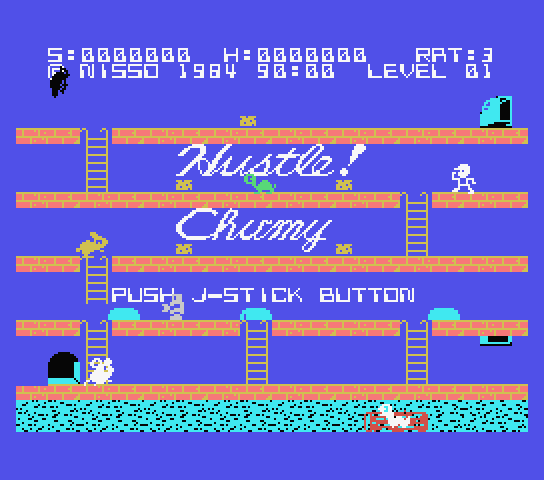 S:0000000 H:0000000 RAT:3
© NISSO 1984 90:00 LEVEL 01
Hustle!
Chumy
PUSH J-STICK BUTTON